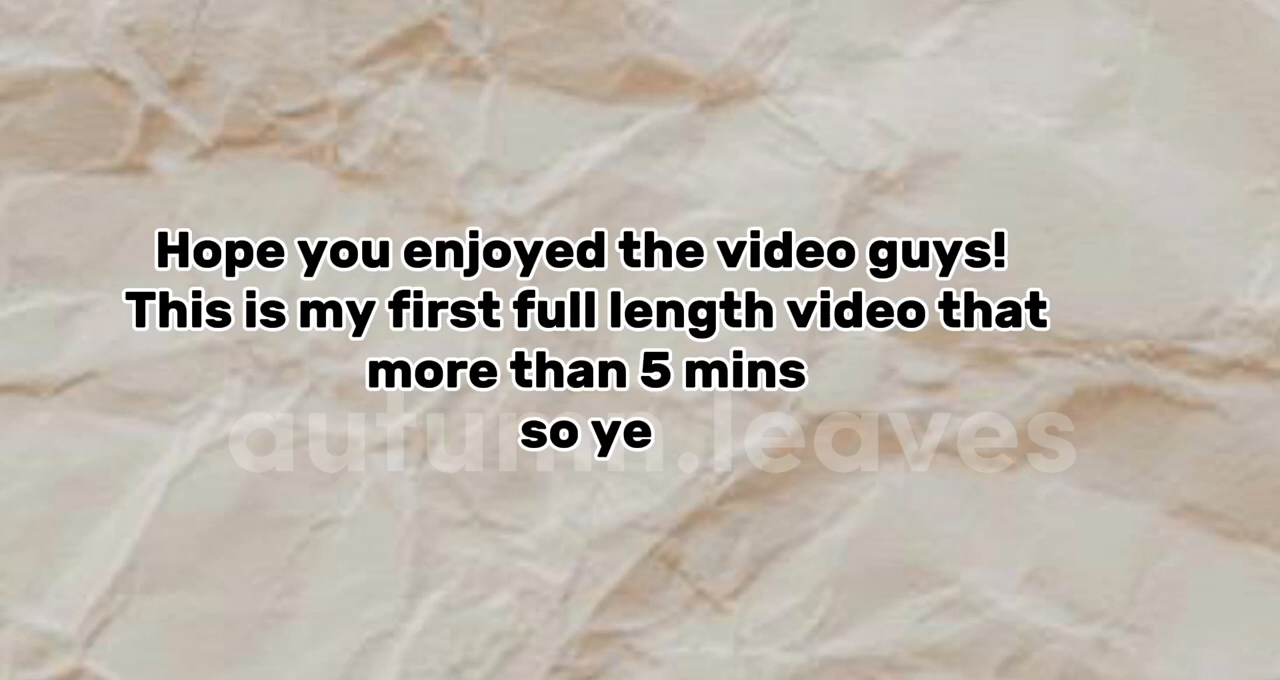 Hope you enjoyed the video guys!
This is my first full length video that
more than 5 mins
so ye
autumn.leaves